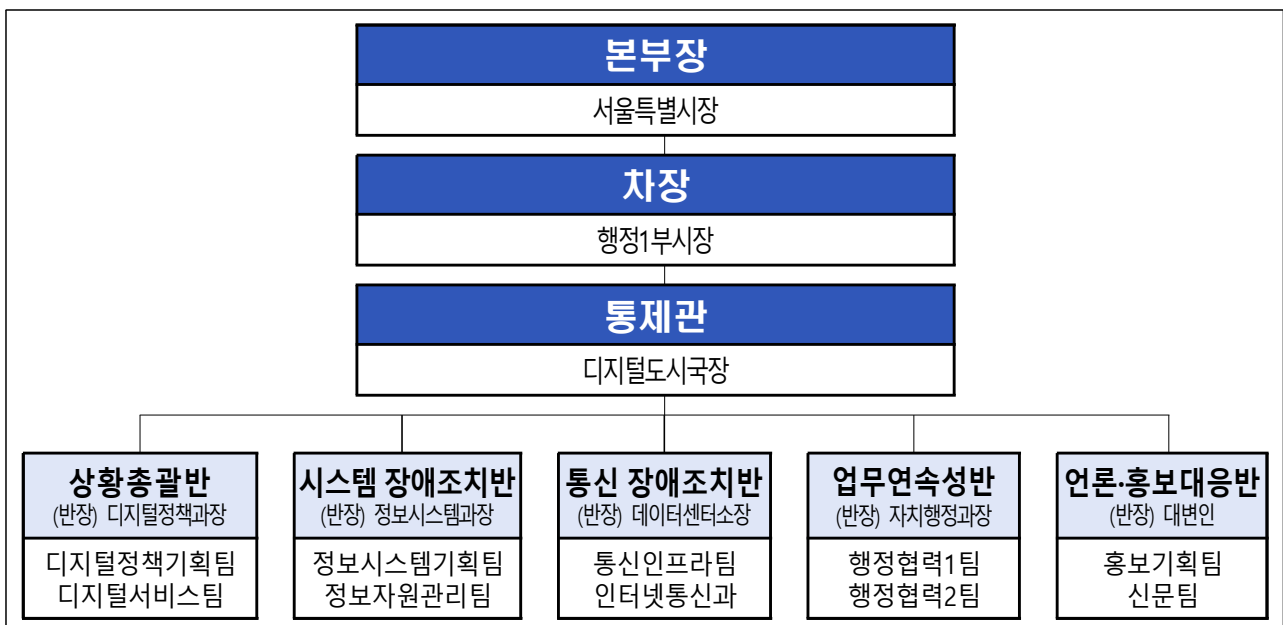 본부장
서울특별시장
차장
행정1부시장
통제관
디지털도시국장
상황총괄반
(반장) 디지털정책과장
디지털정책기획팀
디지털서비스팀
시스템 장애조치반
(반장) 정보시스템과장
정보시스템기획팀
정보자원관리팀
통신 장애조치반
(반장) 데이터센터소장
통신인프라팀
인터넷통신과
업무연속성반
(반장) 자치행정과장
행정협력1팀
행정협력2팀
언론·홍보대응반
(반장) 대변인
홍보기획팀
신문팀